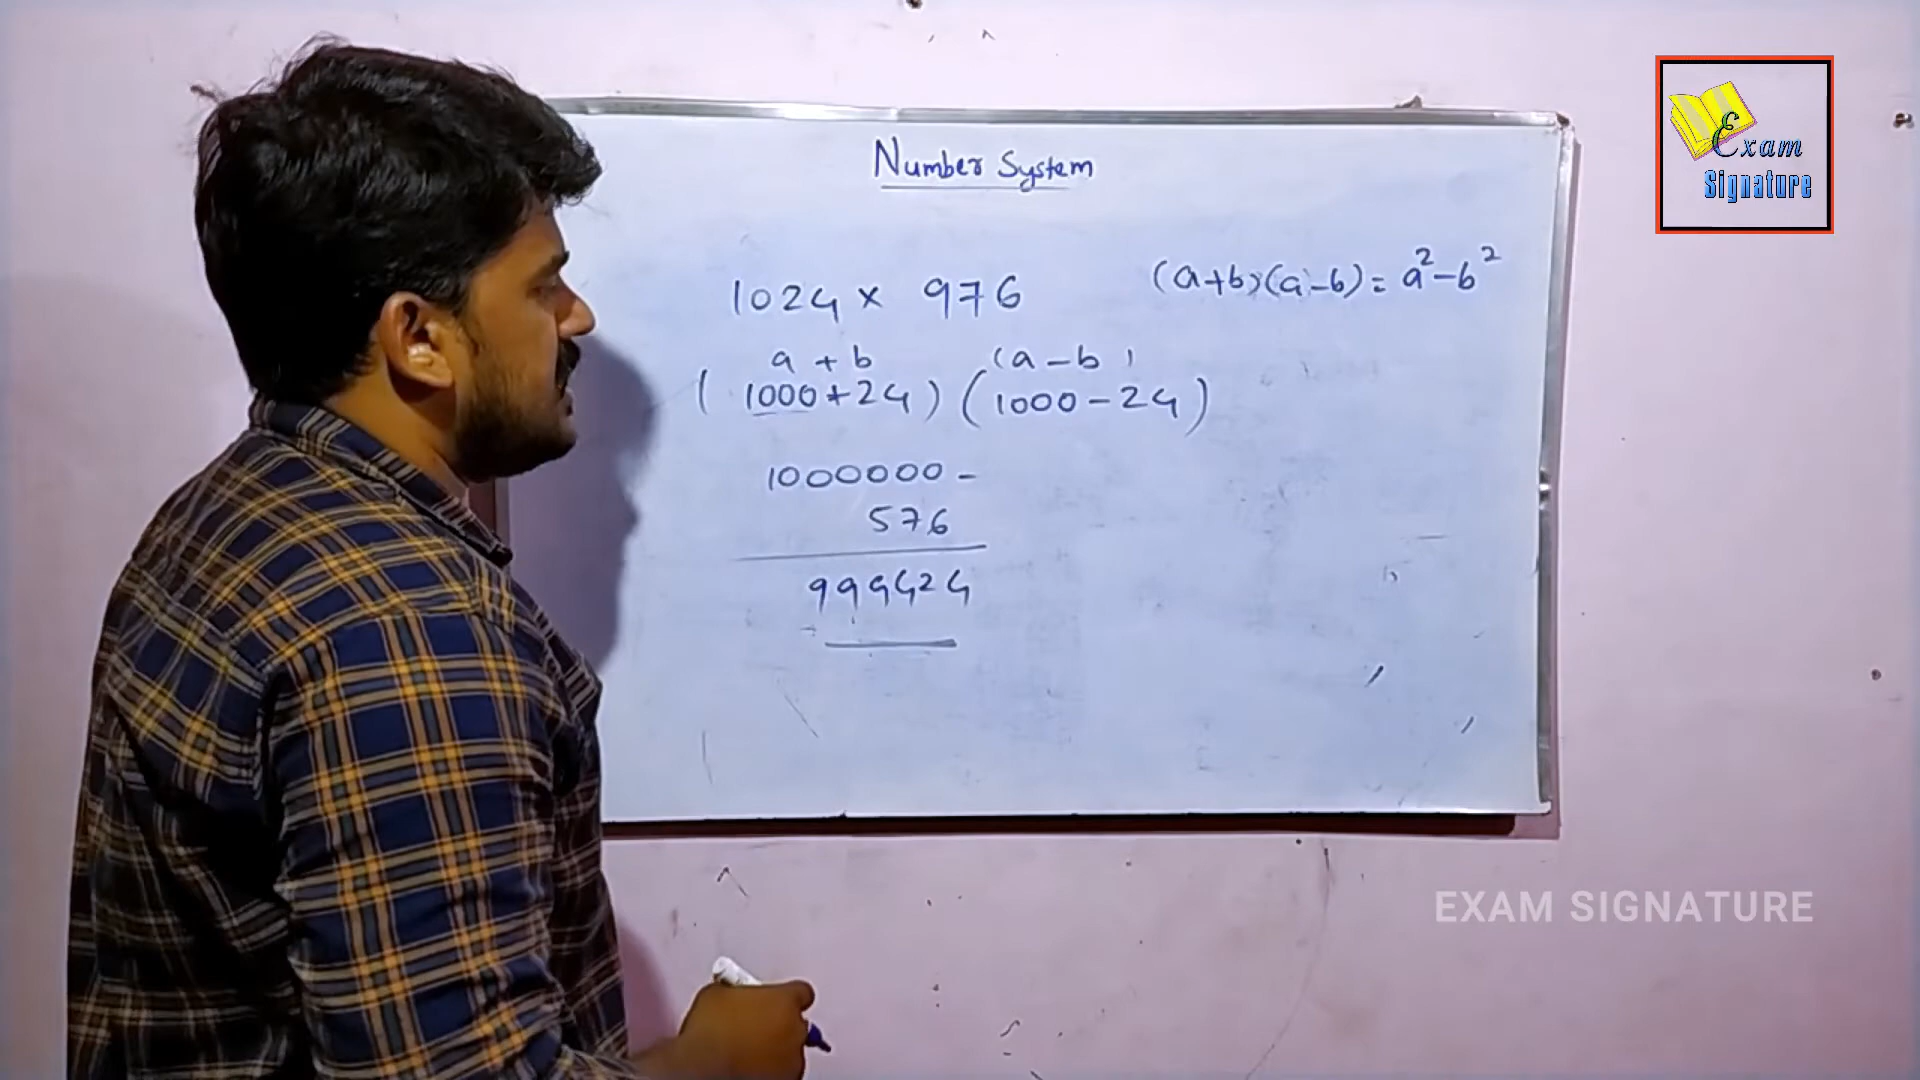 Number System
1024 x 976
(a+b)(a-b) = a²-b²
a + b
(a - b)
(1000+24) (1000-24)
1000000 -
576
999424
Exam
Signature
EXAM SIGNATURE